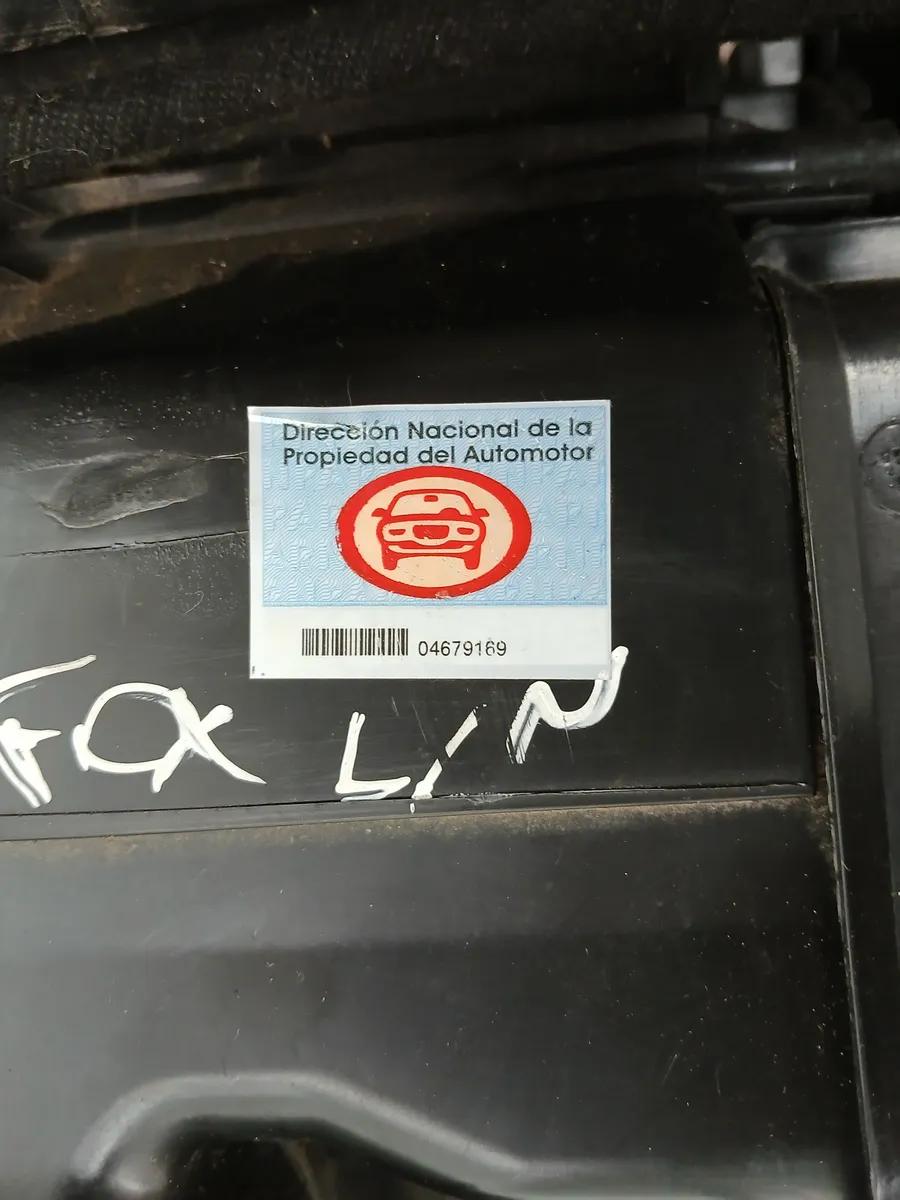 Dirección Nacional de la
Propiedad del Automotor
04679169
FOX LIN